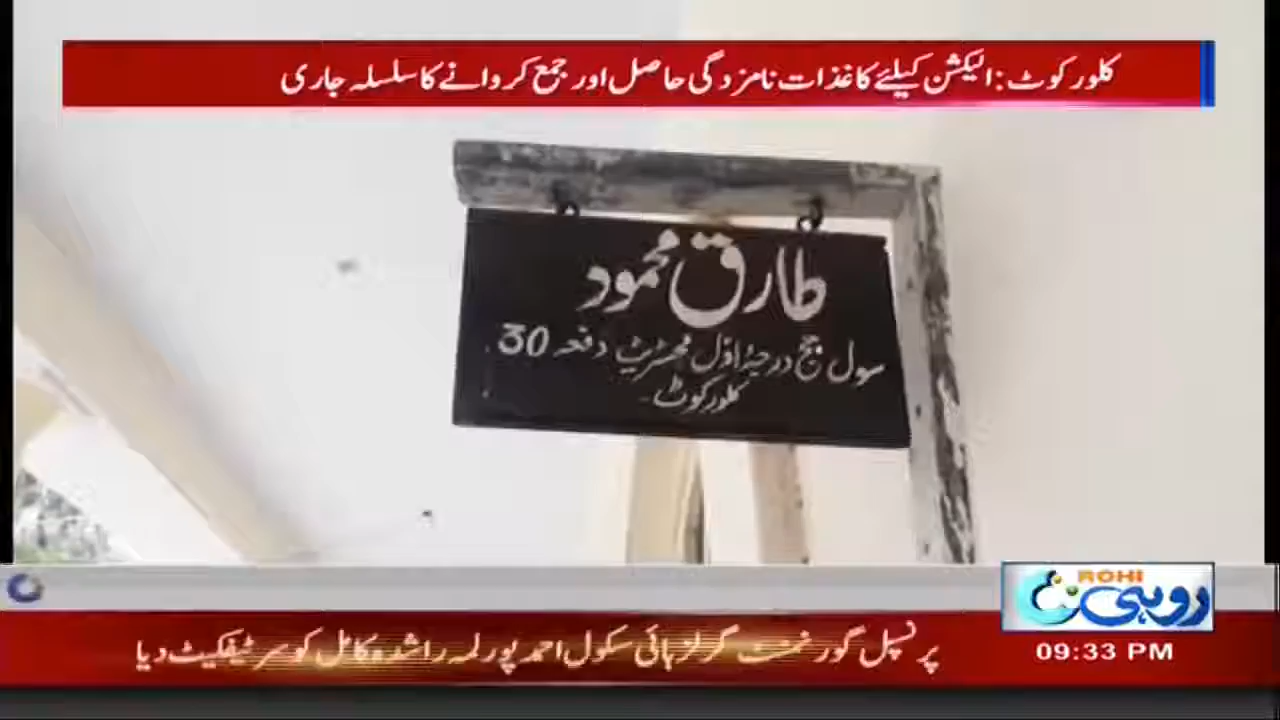 کلورکوٹ: الیکشن کیلئے کاغذات نامزدگی حاصل اور جمع کروانے کا سلسلہ جاری
طارق محمود
سول جج درجۂ اوّل مجسٹریٹ دفعہ 30
کلورکوٹ
ROHI
روہی
پرنسپل گورنمنٹ گرلز ہائی سکول احمد پور لمہ راشدہ کامل کو سرٹیفکیٹ دیا
09:33 PM